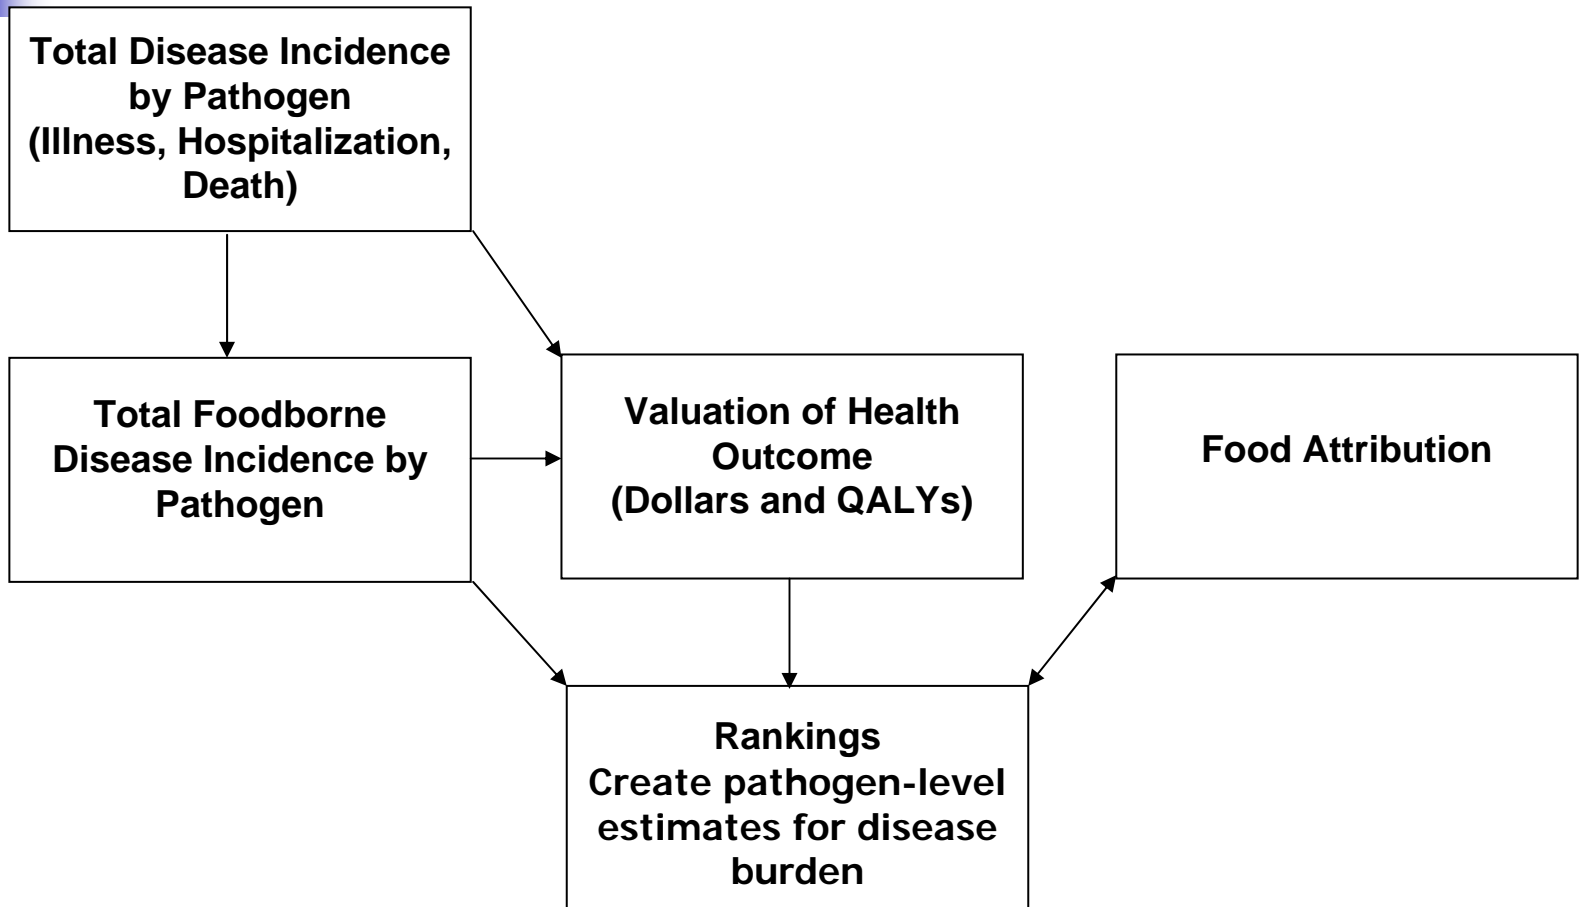 Total Disease Incidence
by Pathogen
(Illness, Hospitalization,
Death)
Total Foodborne
Disease Incidence by
Pathogen
Valuation of Health
Outcome
(Dollars and QALYs)
Food Attribution
Rankings
Create pathogen-level
estimates for disease
burden